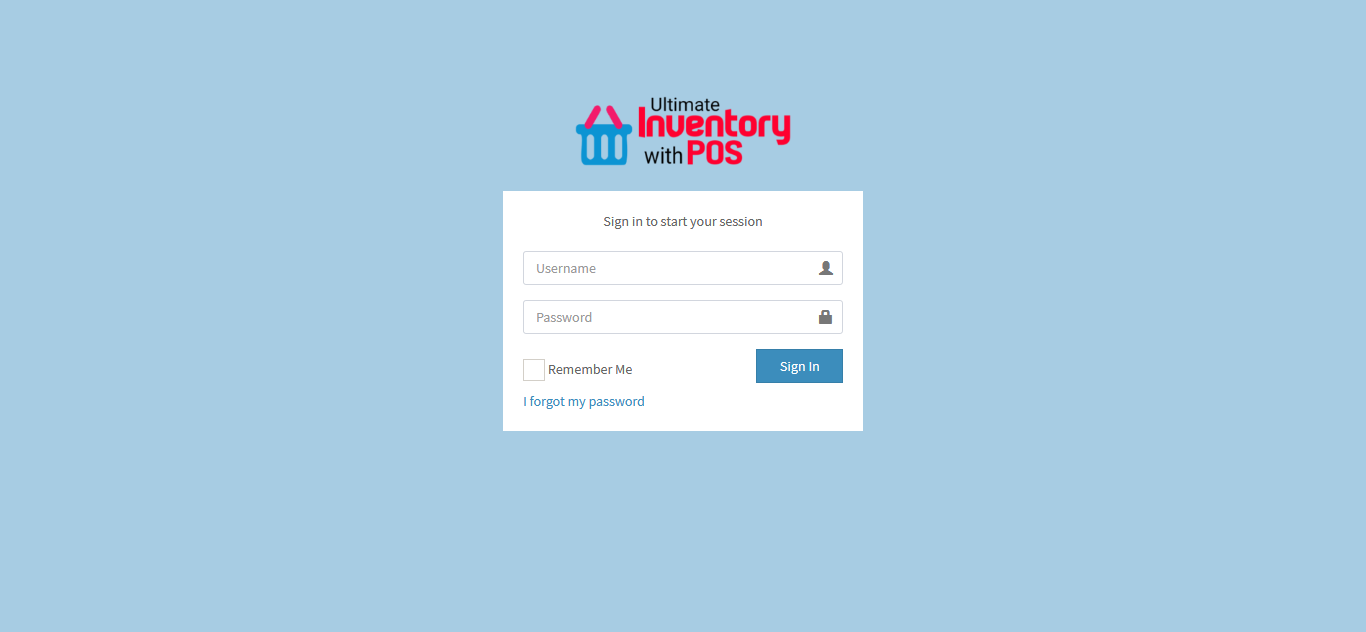 Ultimate
Inventory
with POS
Sign in to start your session
Username
Password
Remember Me
Sign In
I forgot my password